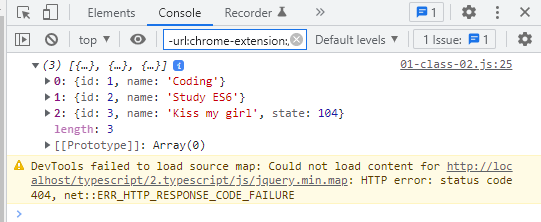 Elements Console Recorder 1
top -url:chrome-extension: Default levels 1 Issue: 1
(3) [{…}, {…}, {…}] i 01-class-02.js:25
0: {id: 1, name: 'Coding'}
1: {id: 2, name: 'Study ES6'}
2: {id: 3, name: 'Kiss my girl', state: 104}
length: 3
[[Prototype]]: Array(0)
DevTools failed to load source map: Could not load content for http://loc
alhost/typescript/2.typescript/js/jquery.min.map: HTTP error: status code
404, net::ERR_HTTP_RESPONSE_CODE_FAILURE